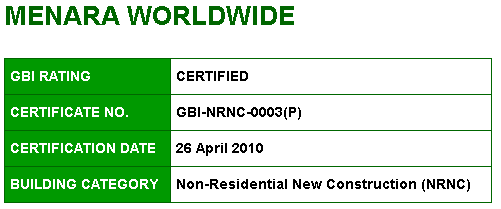 MENARA WORLDWIDE
GBI RATING CERTIFIED
CERTIFICATE NO. GBI-NRNC-0003(P)
CERTIFICATION DATE 26 April 2010
BUILDING CATEGORY Non-Residential New Construction (NRNC)